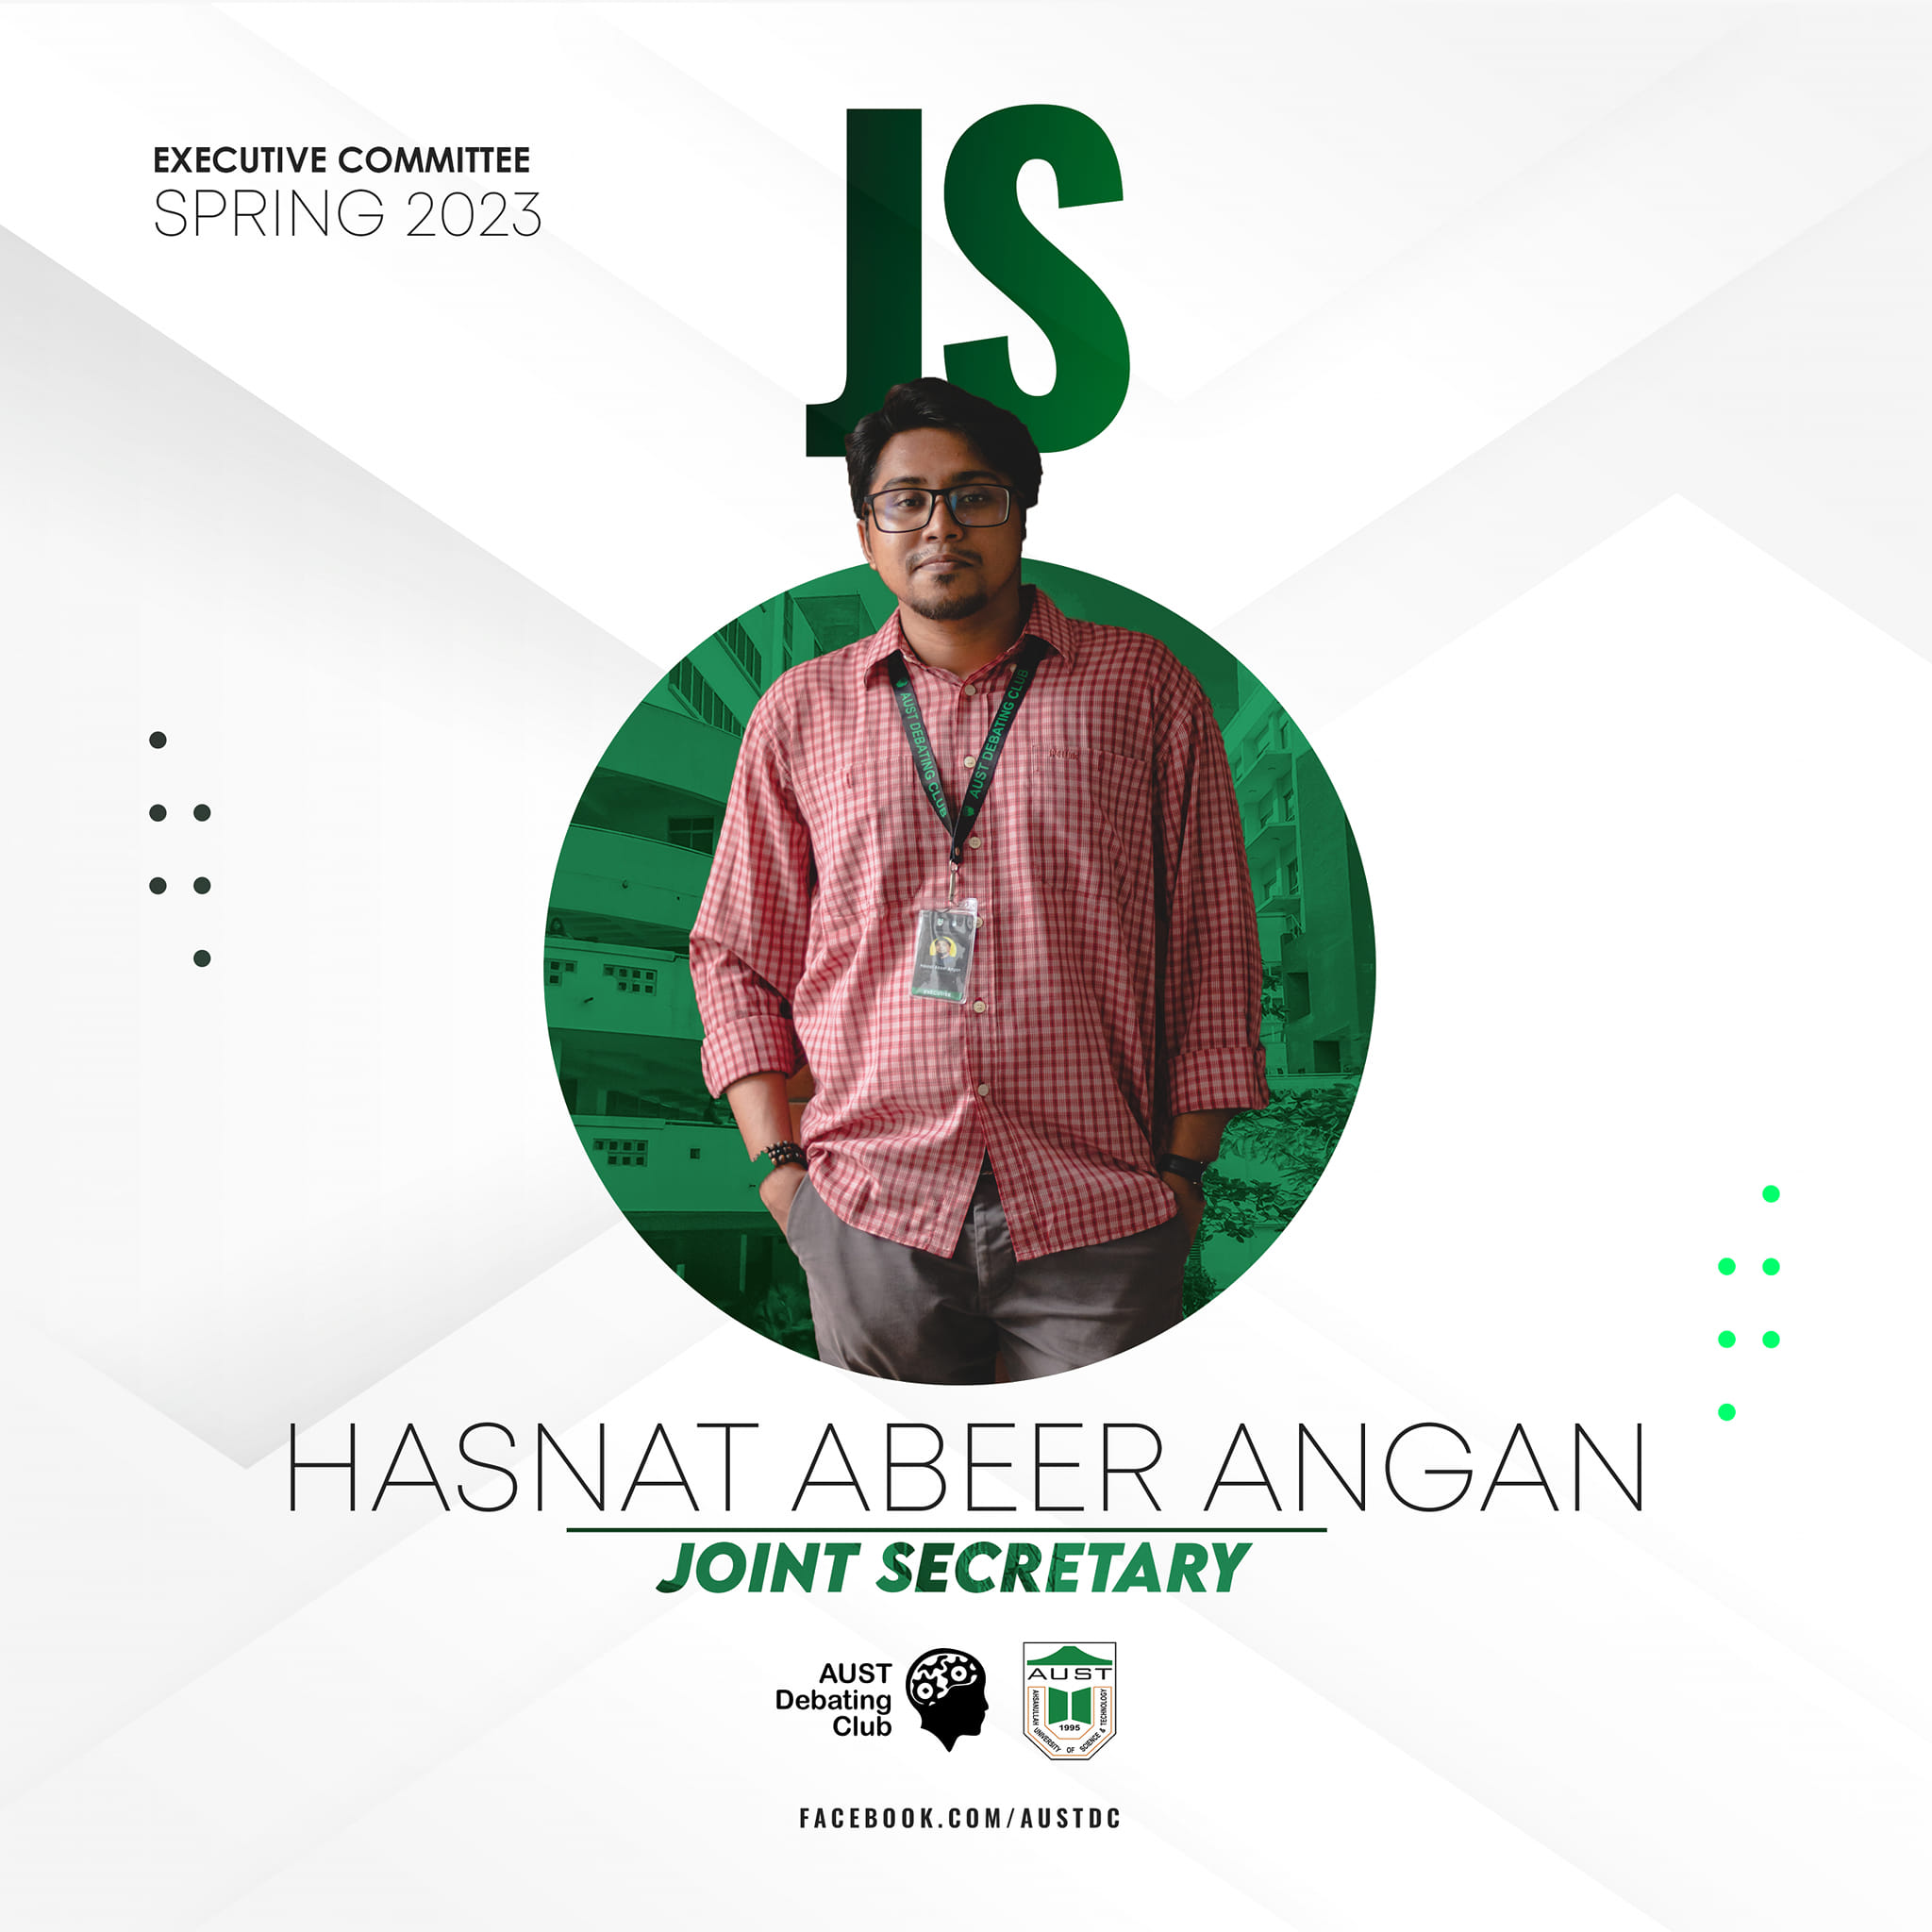 EXECUTIVE COMMITTEE
SPRING 2023
JS
AUST DEBATING CLUB
AUST DEBATING CLUB
HASNAT ABEER ANGAN
JOINT SECRETARY
AUST
Debating
Club
AUST
1995
AHSANULLAH UNIVERSITY OF SCIENCE & TECHNOLOGY
FACEBOOK.COM/AUSTDC